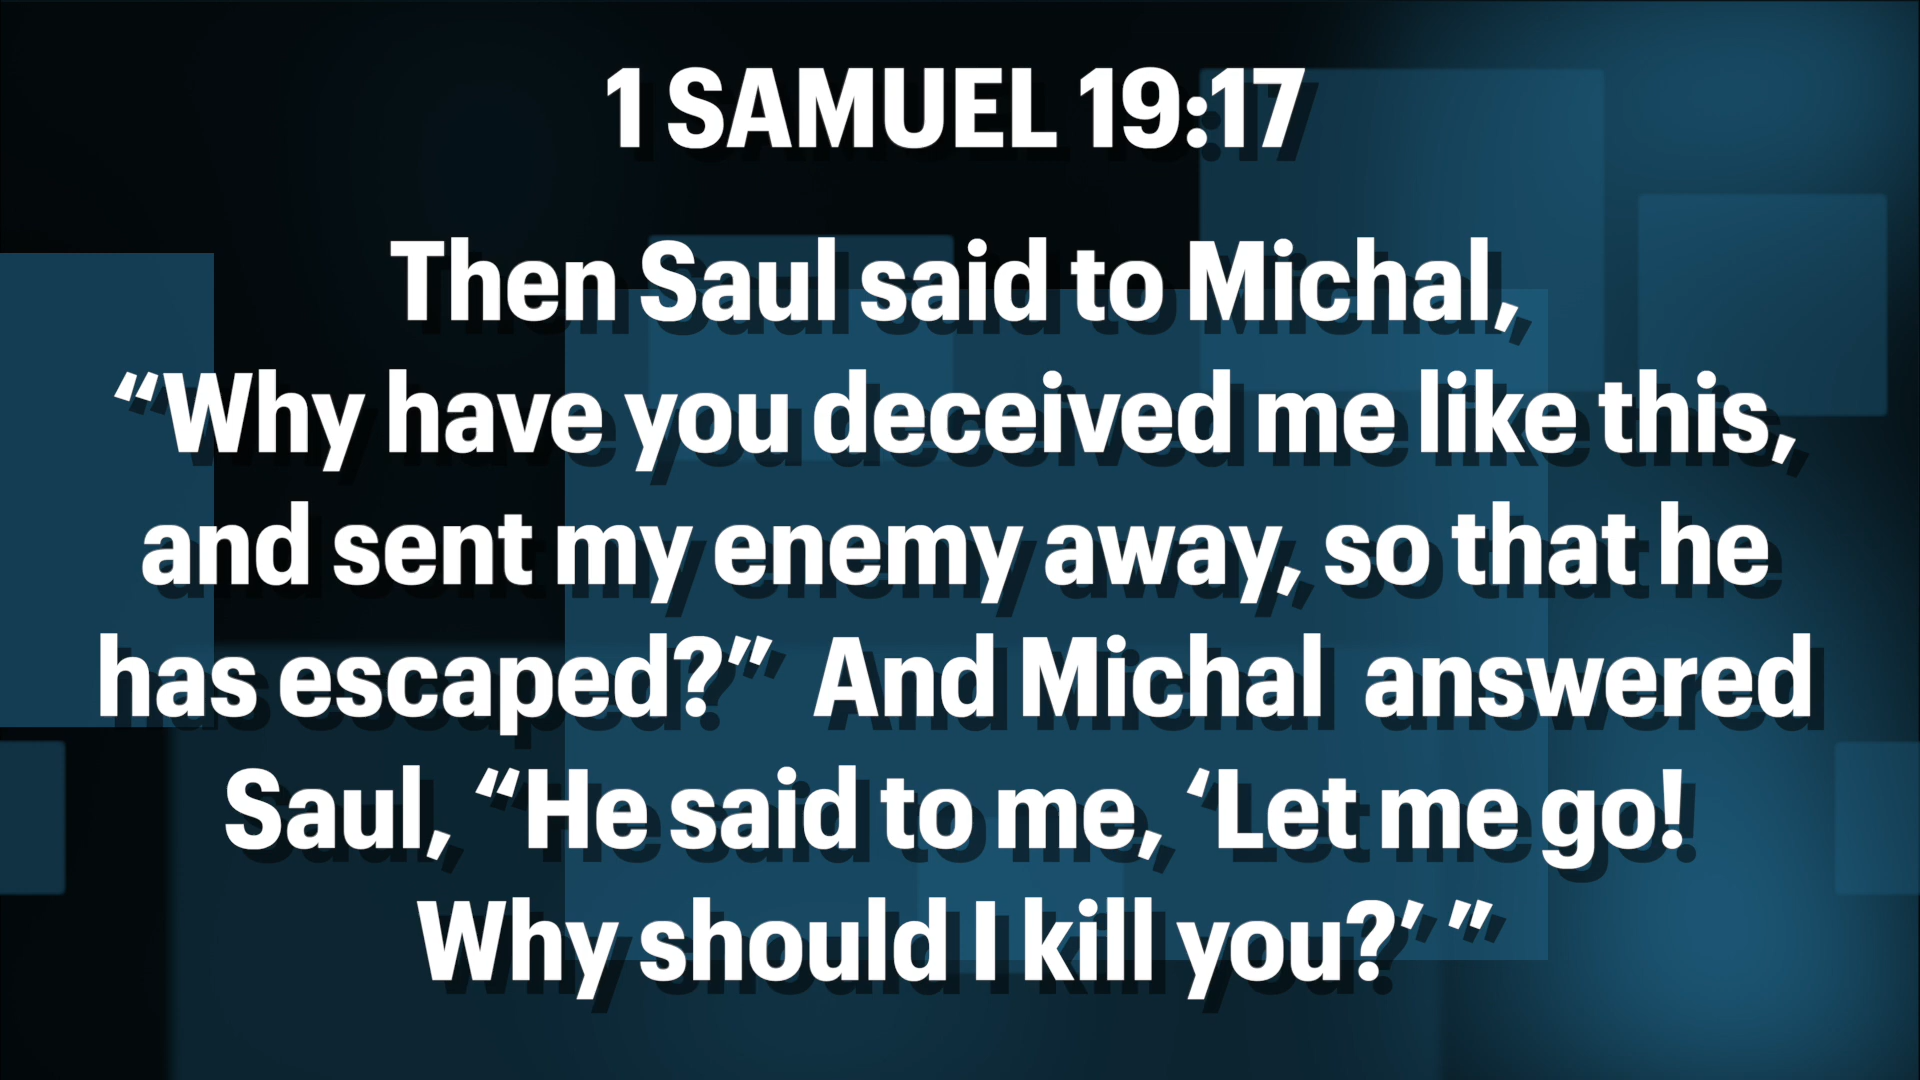 1 SAMUEL 19:17
Then Saul said to Michal,
“Why have you deceived me like this,
and sent my enemy away, so that he
has escaped?” And Michal answered
Saul, “He said to me, ‘Let me go!
Why should I kill you?’ ”